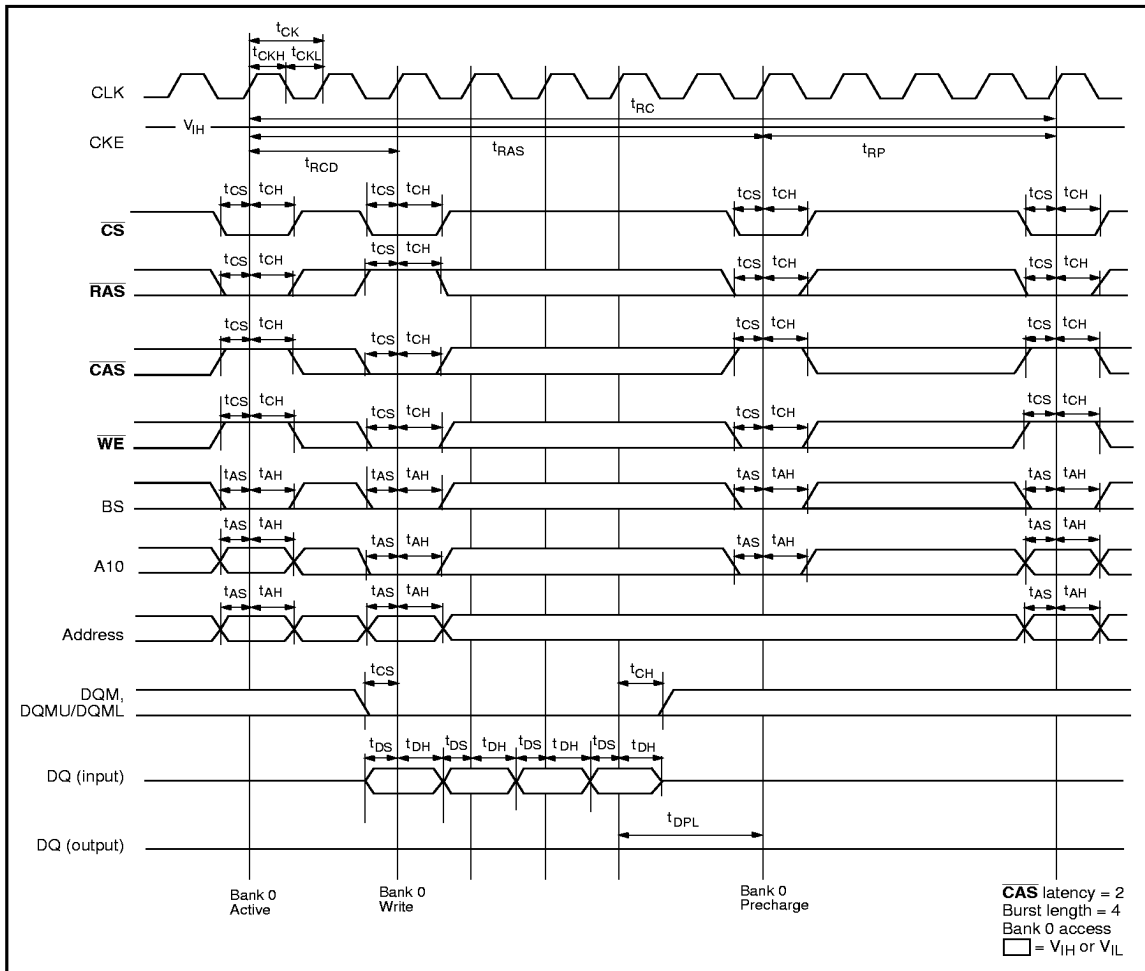 tCK
tCKH tCKL
CLK
tRC
VIH
CKE
tRAS
tRP
tRCD
tCS tCH tCS tCH tCS tCH tCS tCH
CS
tCS tCH tCS tCH tCS tCH tCS tCH
RAS
tCS tCH tCS tCH tCS tCH tCS tCH
CAS
tCS tCH tCS tCH tCS tCH tCS tCH
WE
tAS tAH tAS tAH tAS tAH tAS tAH
BS
tAS tAH tAS tAH tAS tAH tAS tAH
A10
tAS tAH tAS tAH tAS tAH
Address
tCS tCH
DQM,
DQMU/DQML
tDS tDH tDS tDH tDS tDH tDS tDH
DQ (input)
tDPL
DQ (output)
Bank 0
Active
Bank 0
Write
Bank 0
Precharge
CAS latency = 2
Burst length = 4
Bank 0 access
= VIH or VIL